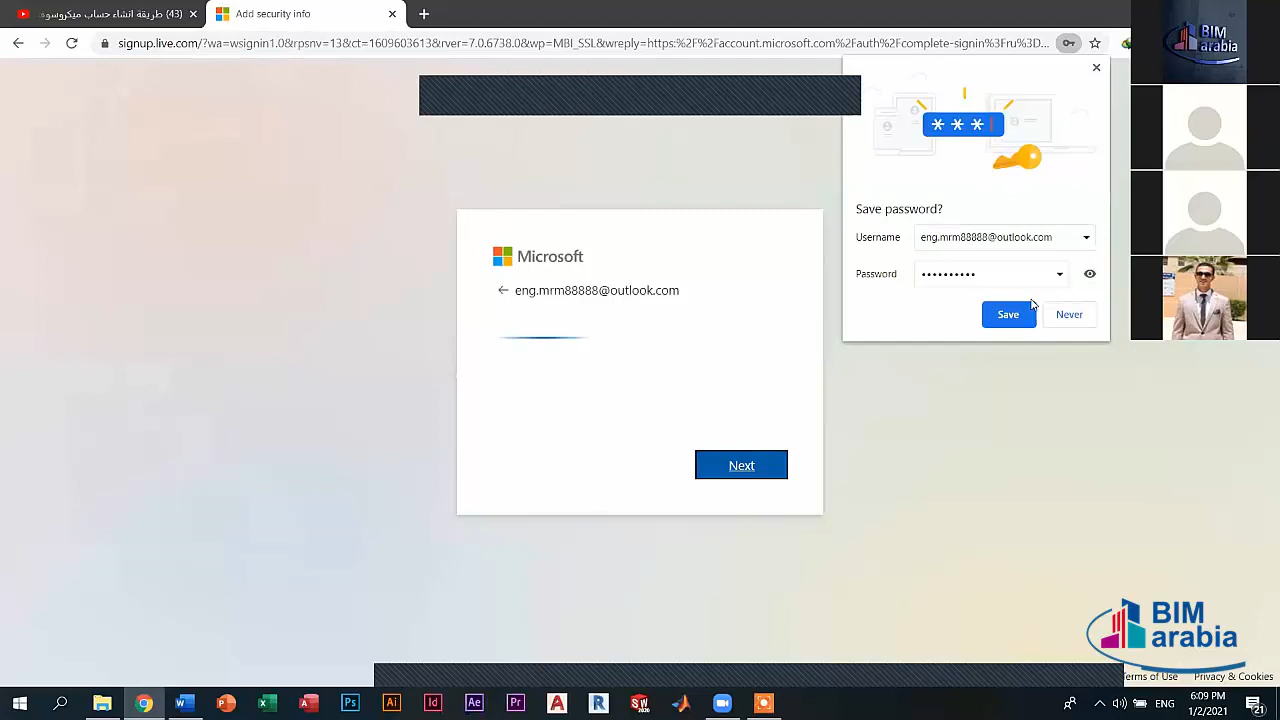 (43) طريقة انشاء حساب ميكروسوف
Add security info
signup.live.com/?wa=wsignin1.0&rpsnv=13&ct=1609603613&rver=7.0.6738.0&wp=MBI_SSL&wreply=https:%2F%2Faccount.microsoft.com%2Fauth%2Fcomplete-signin%3Fru%3D...
BIM
arabia
Save password?
Username
eng.mrm88888@outlook.com
Password
Save
Never
Microsoft
eng.mrm88888@outlook.com
Next
BIM
arabia
Terms of Use
Privacy & Cookies
ENG
6:09 PM
1/2/2021
21